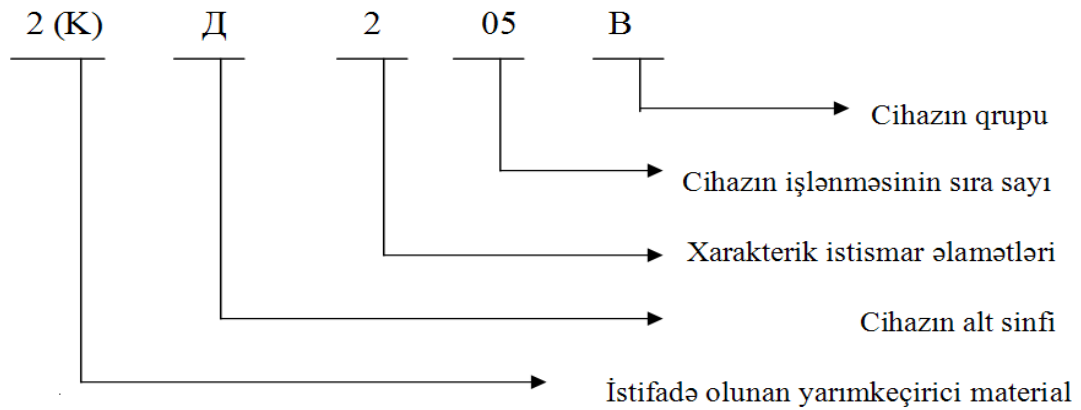 2 (К) Д 2 05 В
Cihazın qrupu
Cihazın işlənməsinin sıra sayı
Xarakterik istismar əlamətləri
Cihazın alt sinfi
İstifadə olunan yarımkeçirici material